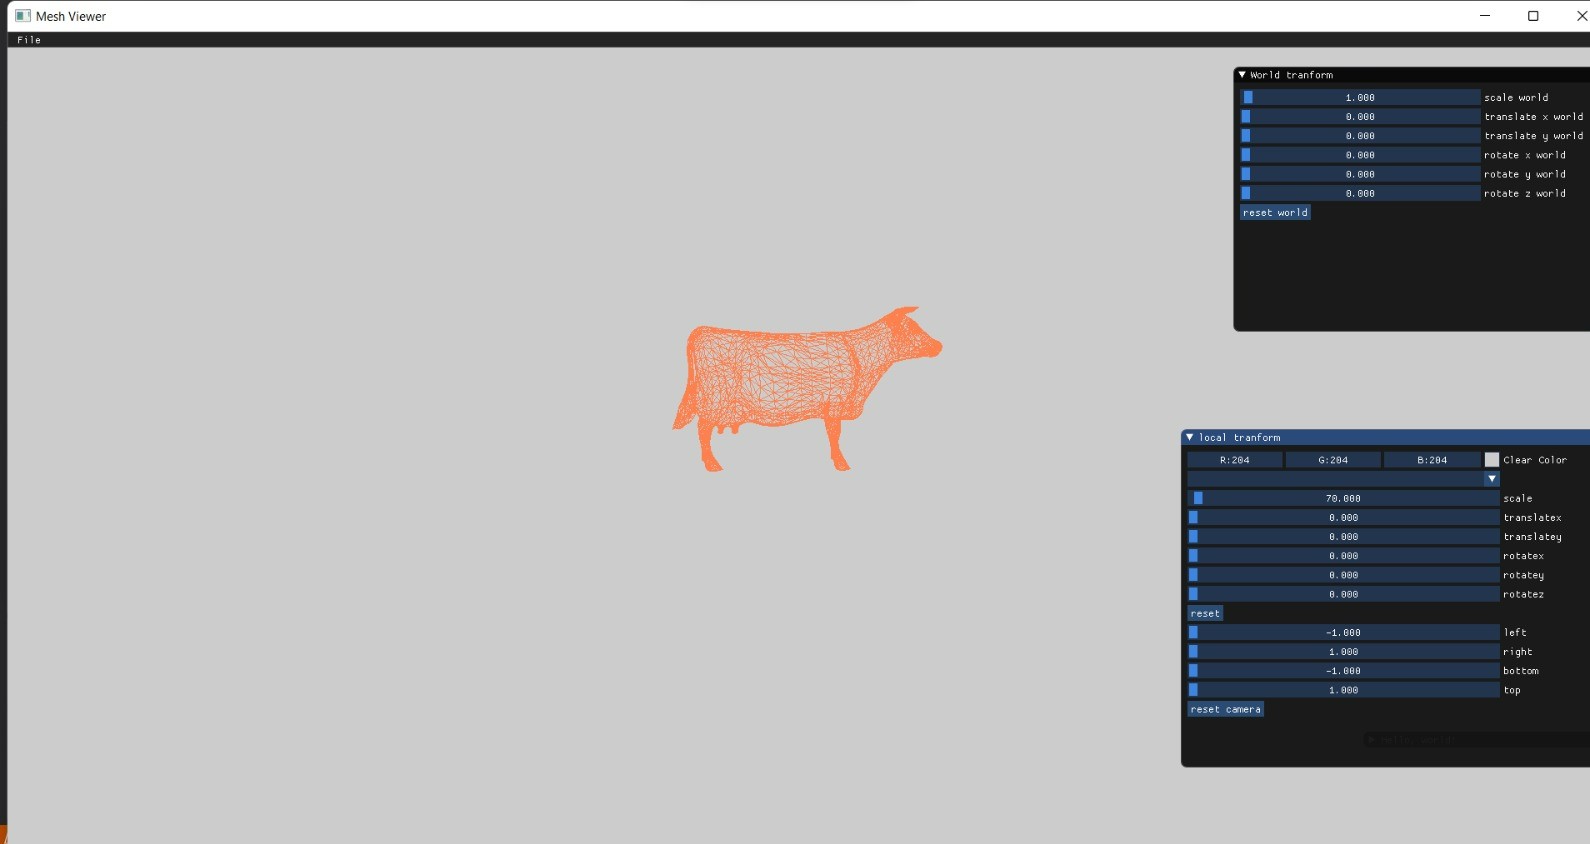 Mesh Viewer
File
World tranform
1.000 scale world
0.000 translate x world
0.000 translate y world
0.000 rotate x world
0.000 rotate y world
0.000 rotate z world
reset world
local tranform
R:204 G:204 B:204 Clear Color
70.000 scale
0.000 translatex
0.000 translatey
0.000 rotatex
0.000 rotatey
0.000 rotatez
reset
-1.000 left
1.000 right
-1.000 bottom
1.000 top
reset camera